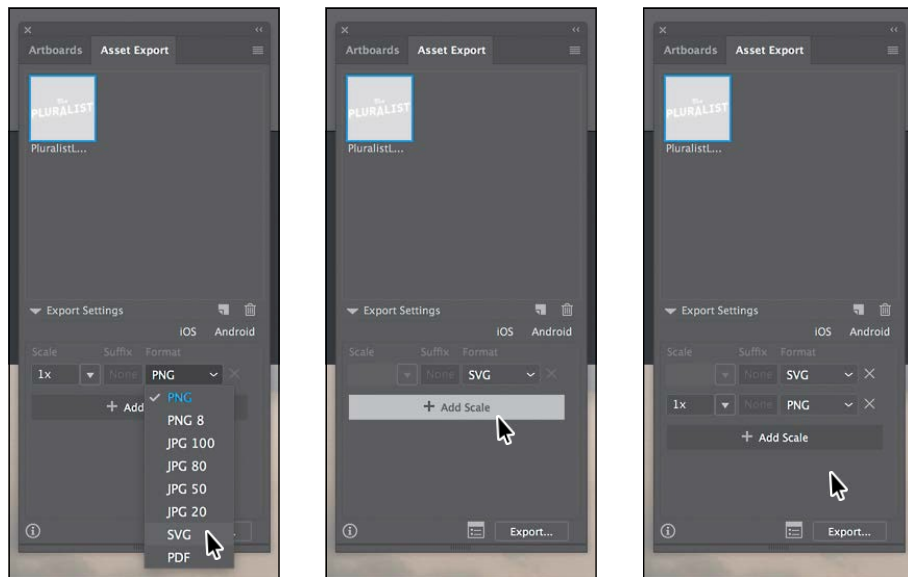 Artboards Asset Export
The
PLURALIST
PluralistL...
Export Settings
iOS Android
Scale Suffix Format
1x None PNG
+ Add
PNG
PNG 8
JPG 100
JPG 80
JPG 50
JPG 20
SVG
PDF
Artboards Asset Export
The
PLURALIST
PluralistL...
Export Settings
iOS Android
Scale Suffix Format
None SVG
+ Add Scale
Export...
Artboards Asset Export
The
PLURALIST
PluralistL...
Export Settings
iOS Android
Scale Suffix Format
None SVG
1x None PNG
+ Add Scale
Export...